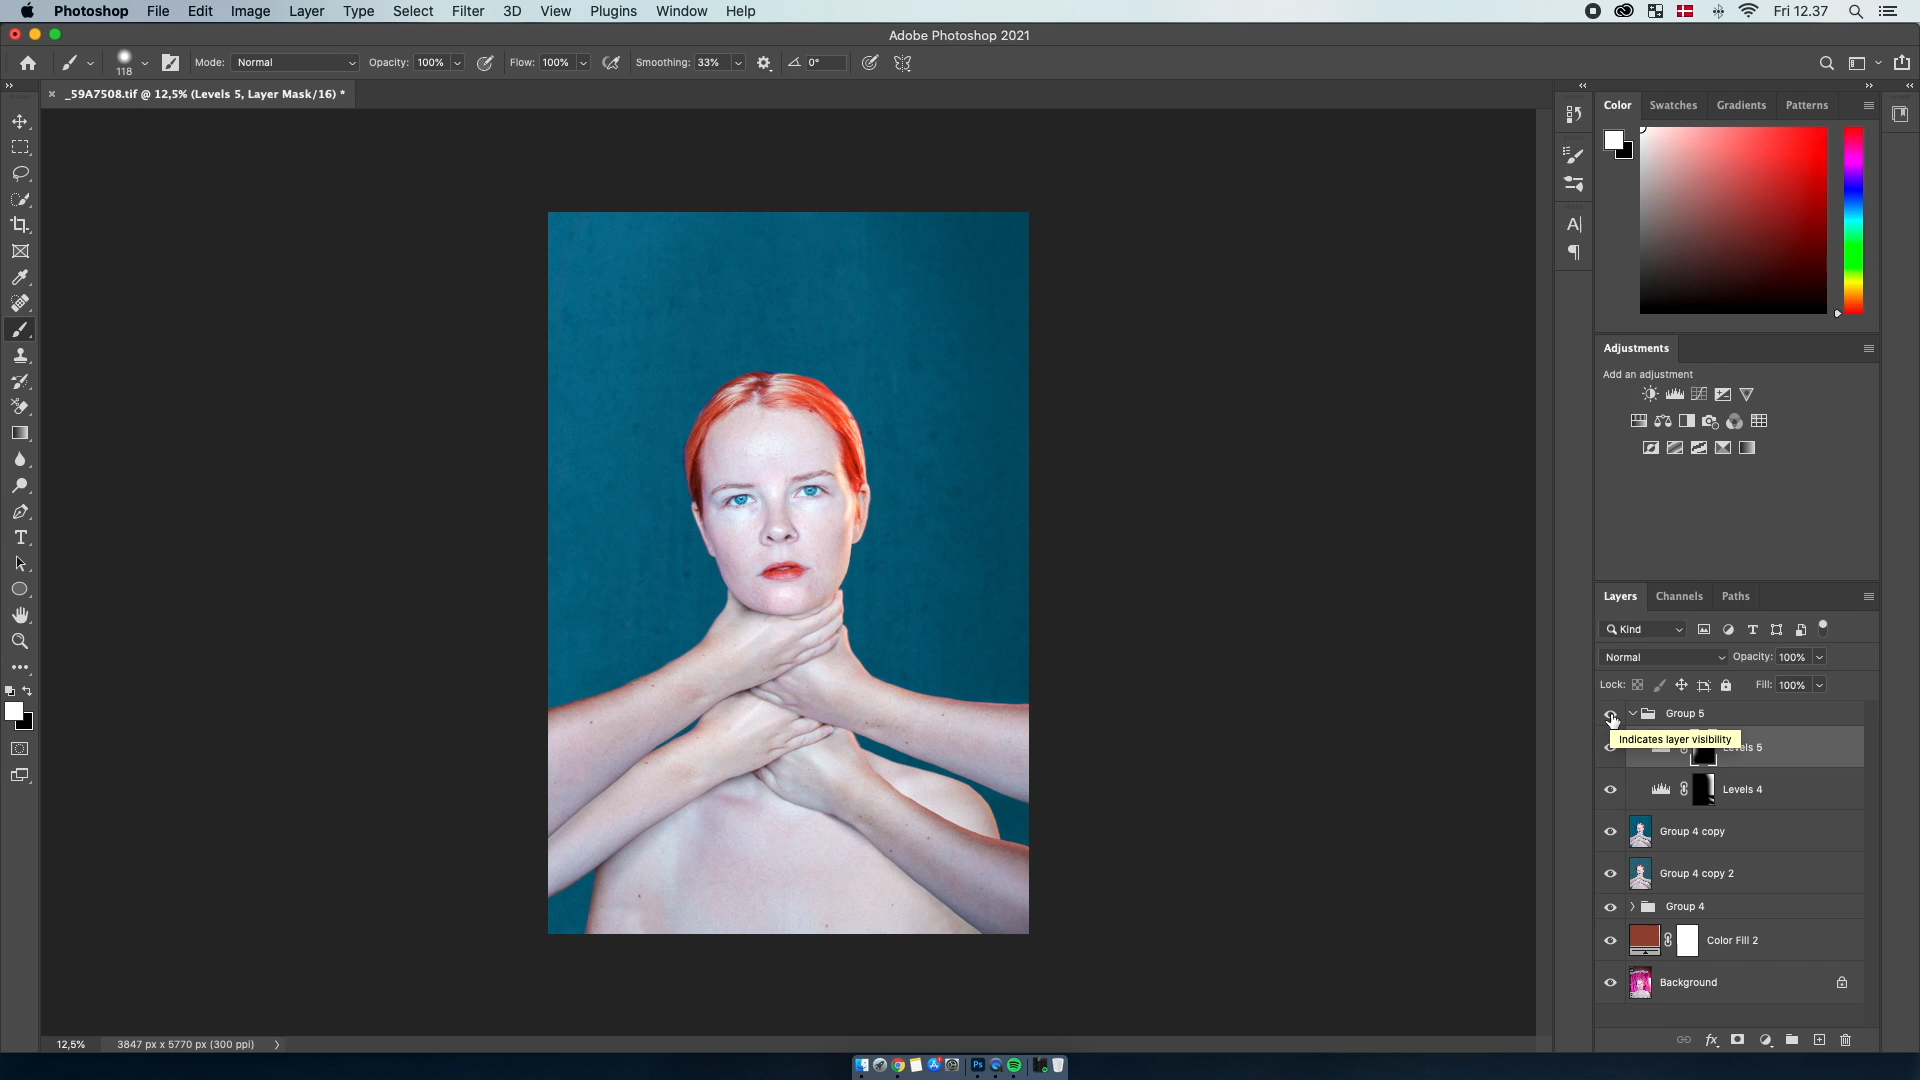 Photoshop File Edit Image Layer Type Select Filter 3D View Plugins Window Help Fri 12.37
Adobe Photoshop 2021
118 Mode: Normal Opacity: 100% Flow: 100% Smoothing: 33% 0°
_59A7508.tif @ 12,5% (Levels 5, Layer Mask/16) *
Color Swatches Gradients Patterns
Adjustments
Add an adjustment
Layers Channels Paths
Kind
Normal Opacity: 100%
Lock: Fill: 100%
Group 5
Indicates layer visibility
Levels 5
Levels 4
Group 4 copy
Group 4 copy 2
Group 4
Color Fill 2
Background
12,5% 3847 px x 5770 px (300 ppi)
Ps